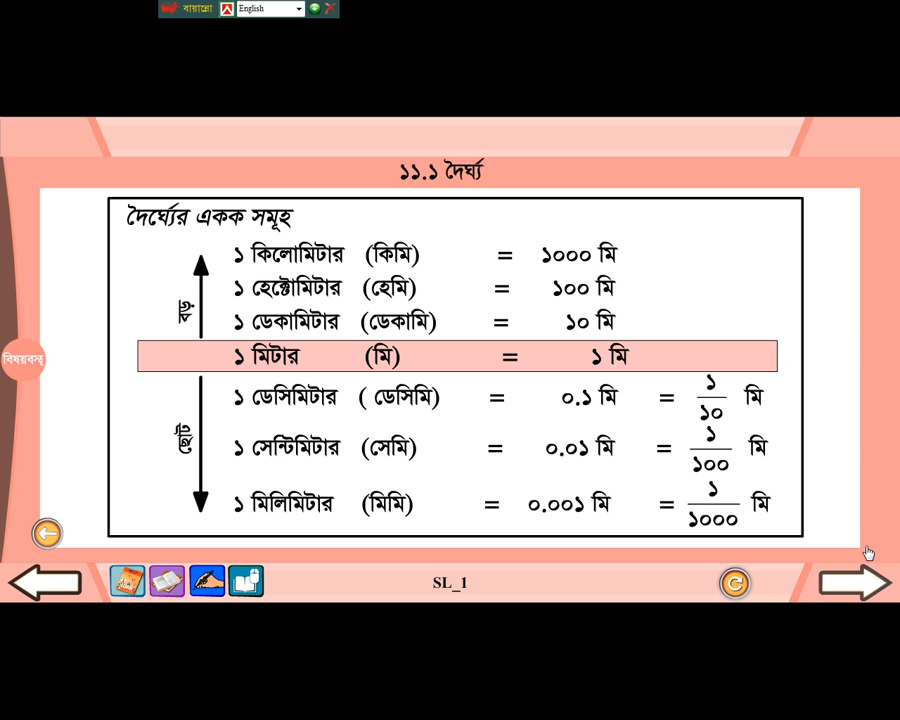 বায়ান্নো English
১১.১ দৈর্ঘ্য
দৈর্ঘ্যের একক সমূহ
১ কিলোমিটার (কিমি) = ১০০০ মি
১ হেক্টোমিটার (হেমি) = ১০০ মি
১ ডেকামিটার (ডেকামি) = ১০ মি
১ মিটার (মি) = ১ মি
১ ডেসিমিটার ( ডেসিমি) = ০.১ মি = ১/১০ মি
১ সেন্টিমিটার (সেমি) = ০.০১ মি = ১/১০০ মি
১ মিলিমিটার (মিমি) = ০.০০১ মি = ১/১০০০ মি
বিষয়বস্তু
SL_1